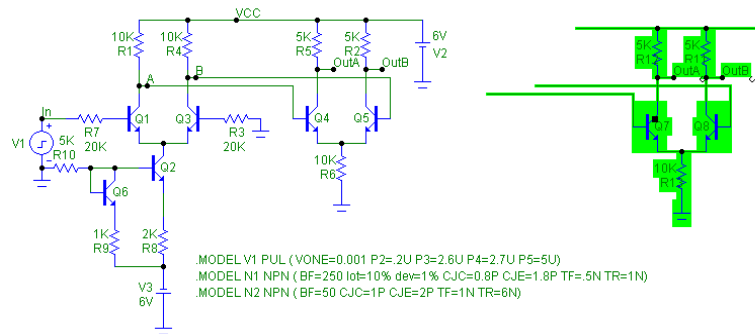 VCC
10K
R1
10K
R4
5K
R5
5K
R2
6V
V2
OutA
OutB
A
B
In
R7
20K
Q1
Q3
R3
20K
Q4
Q5
V1
5K
R10
Q2
10K
R6
Q6
1K
R9
2K
R8
V3
6V
.MODEL V1 PUL ( VONE=0.001 P2=.2U P3=2.6U P4=2.7U P5=5U)
.MODEL N1 NPN ( BF=250 lot=10% dev=1% CJC=0.8P CJE=1.8P TF=.5N TR=1N)
.MODEL N2 NPN ( BF=50 CJC=1P CJE=2P TF=1N TR=6N)
5K
R1
5K
R1
OutA
OutB
Q7
Q8
10K
R1